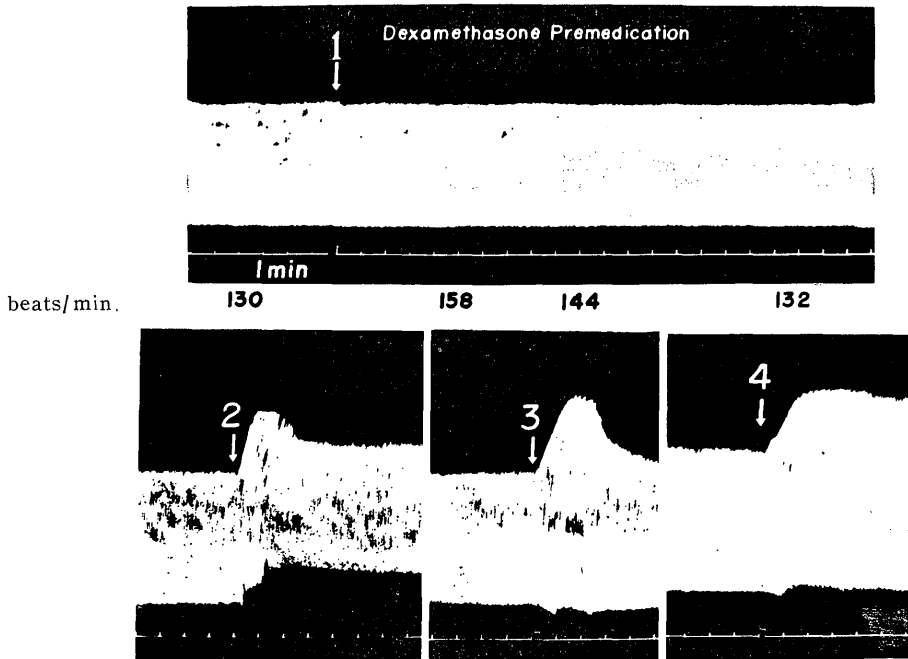 Dexamethasone Premedication
1
1 min
beats/min.
130
158
144
132
2
3
4